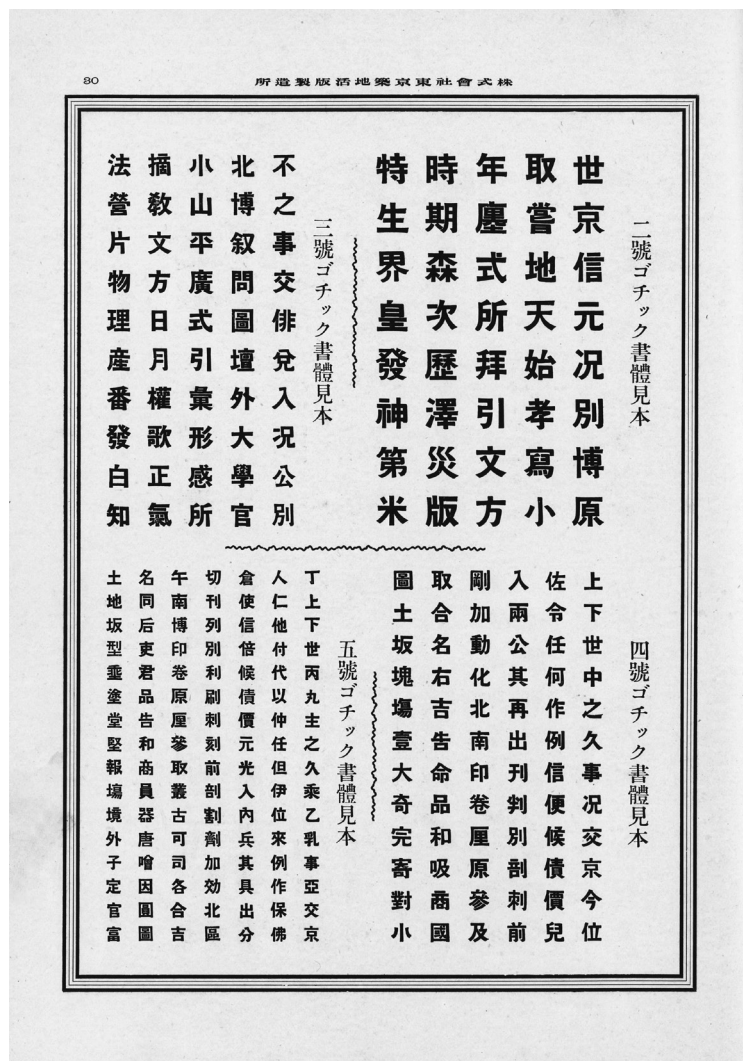 30
株式會社東京築地活版製造所
二號ゴチック書體見本
世京信元况別博原
取嘗地天始孝寫小
年廛式所拜引文方
時期森次歷澤災版
特生界皇發神第米
三號ゴチック書體見本
不之事交俳兌入况公別
北博叙問圖壇外大學官
小山平廣式引彙形感所
摘敎文方日月權歌正氣
法營片物理産番發白知
四號ゴチック書體見本
上下世中之久事况交京今位
佐令任何作例信便候債價兒
入兩公其再出刊判別剖刺前
剛加動化北南印卷厘原參及
取合名右吉告命品和吸商國
圖土坂塊塲壹大奇完寄對小
五號ゴチック書體見本
丁上下世丙丸主之久乘乙乳事亞交京
人仁他付代以仲任但伊位來例作保佛
倉使信倍候債價元光入內兵其具出分
切刊列別利刷刺刻前剖割劑加効北區
午南博印卷原厘參取叢古可司各合吉
名同后吏君品告和商員器唐噲因圓圖
土地坂型埀塗堂堅報塲境外子定官富